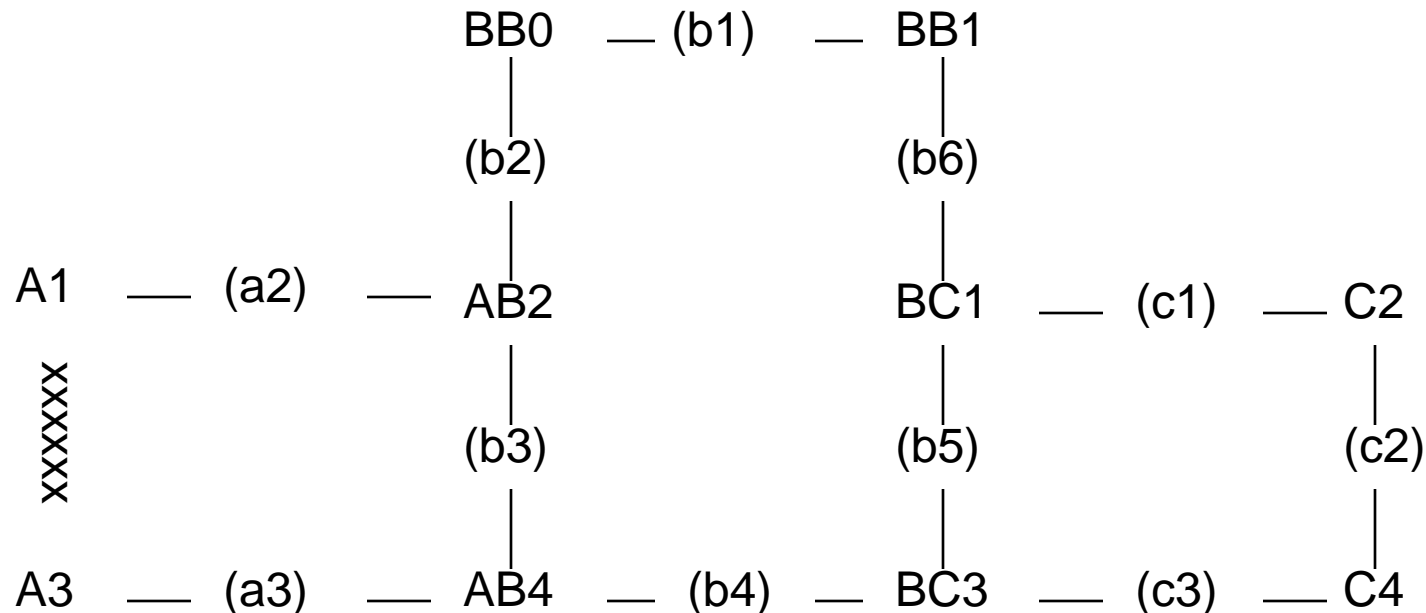 BB0 (b1) BB1
(b2) (b6)
A1 (a2) AB2 BC1 (c1) C2
xxxxxx
(b3) (b5) (c2)
A3 (a3) AB4 (b4) BC3 (c3) C4